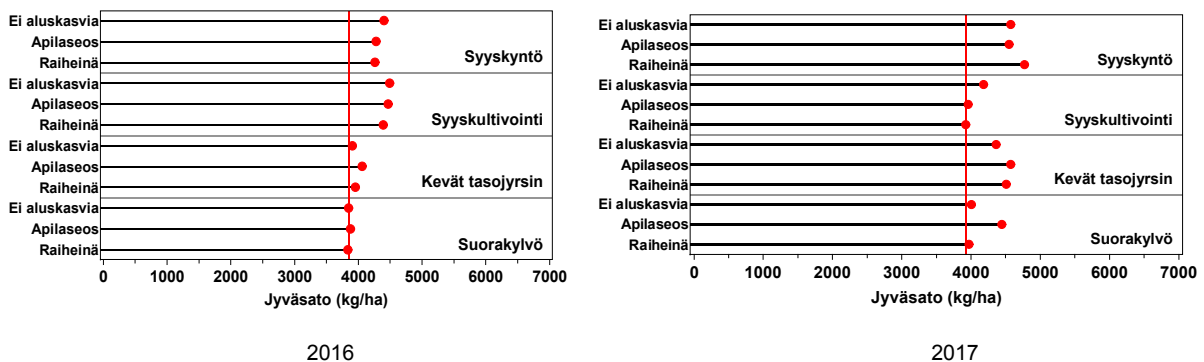 Ei aluskasvia
Apilaseos
Raiheinä
Syyskyntö
Ei aluskasvia
Apilaseos
Raiheinä
Syyskultivointi
Ei aluskasvia
Apilaseos
Raiheinä
Kevät tasojyrsin
Ei aluskasvia
Apilaseos
Raiheinä
Suorakylvö
0 1000 2000 3000 4000 5000 6000 7000
Jyväsato (kg/ha)
2016
Ei aluskasvia
Apilaseos
Raiheinä
Syyskyntö
Ei aluskasvia
Apilaseos
Raiheinä
Syyskultivointi
Ei aluskasvia
Apilaseos
Raiheinä
Kevät tasojyrsin
Ei aluskasvia
Apilaseos
Raiheinä
Suorakylvö
0 1000 2000 3000 4000 5000 6000 7000
Jyväsato (kg/ha)
2017